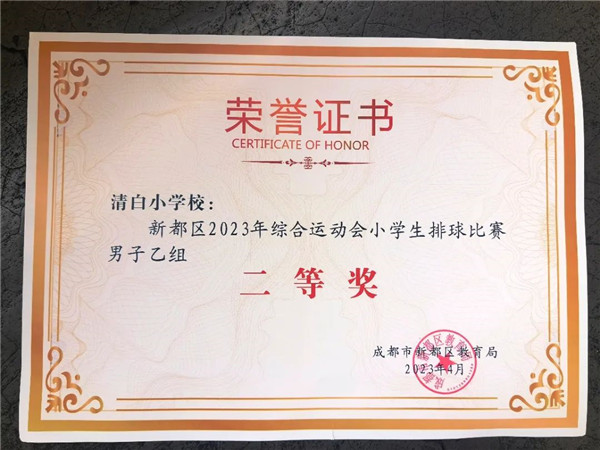 荣誉证书
CERTIFICATE OF HONOR
清白小学校：
新都区2023年综合运动会小学生排球比赛
男子乙组
二等奖
成都市新都区教育局
2023年4月